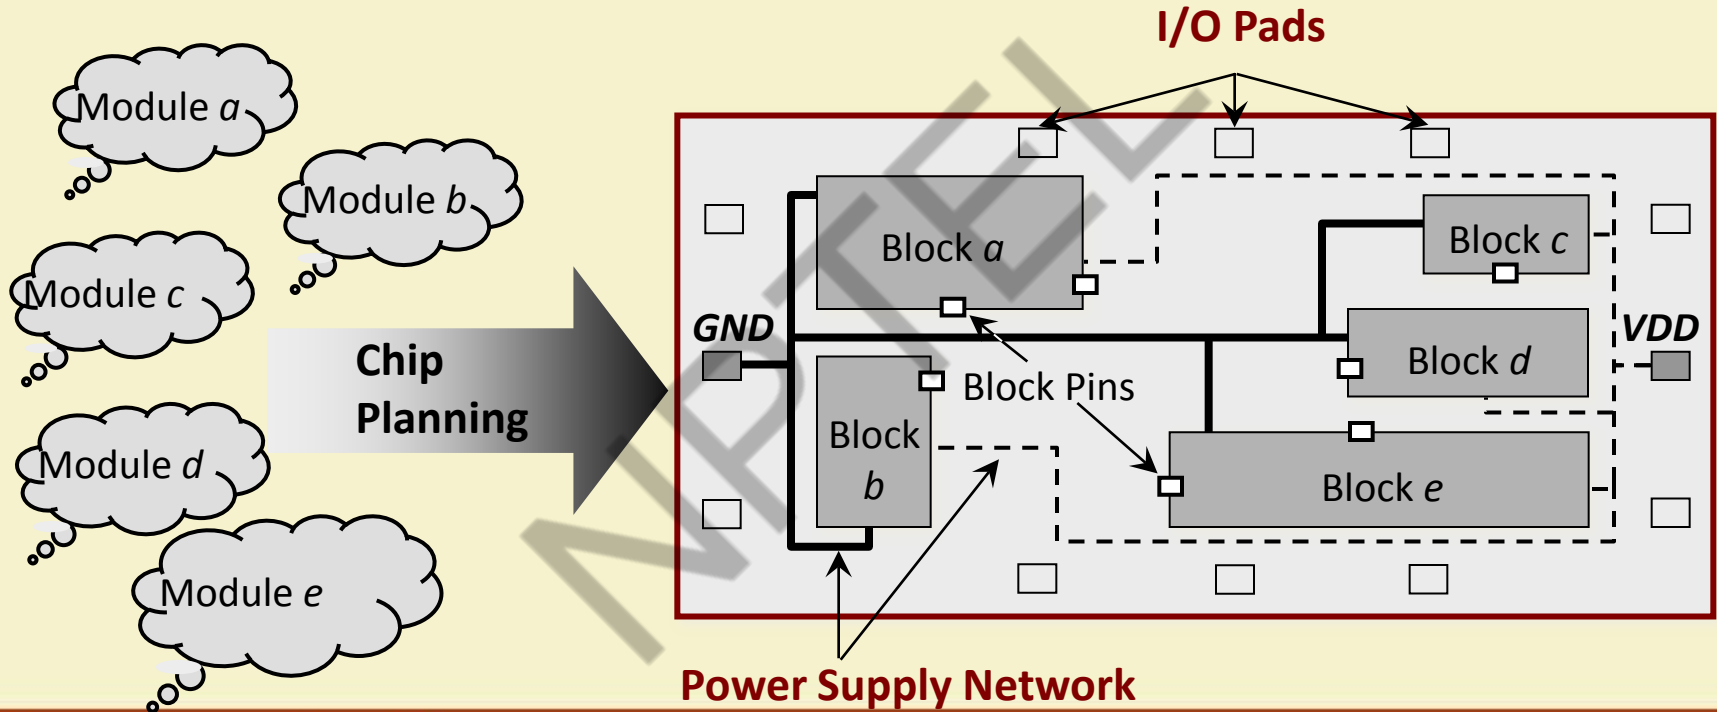 I/O Pads
Module a
Module b
Module c
Module d
Module e
Chip
Planning
GND
VDD
Block a
Block c
Block d
Block Pins
Block
b
Block e
Power Supply Network
NPTEL